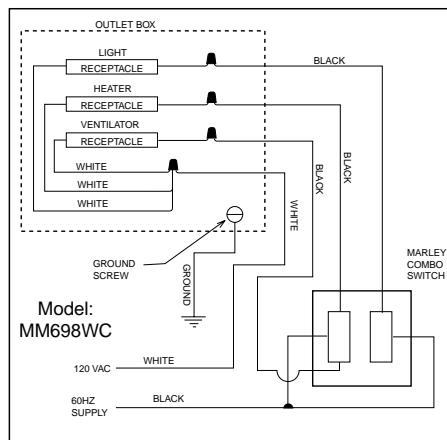 OUTLET BOX
LIGHT
RECEPTACLE
BLACK
HEATER
RECEPTACLE
VENTILATOR
RECEPTACLE
WHITE
WHITE
WHITE
BLACK
BLACK
WHITE
GROUND
SCREW
GROUND
MARLEY
COMBO
SWITCH
Model:
MM698WC
WHITE
120 VAC
BLACK
60HZ
SUPPLY